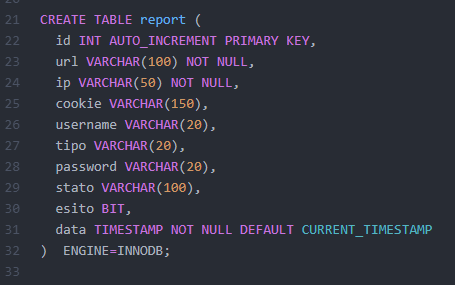 21 CREATE TABLE report (
22 id INT AUTO_INCREMENT PRIMARY KEY,
23 url VARCHAR(100) NOT NULL,
24 ip VARCHAR(50) NOT NULL,
25 cookie VARCHAR(150),
26 username VARCHAR(20),
27 tipo VARCHAR(20),
28 password VARCHAR(20),
29 stato VARCHAR(100),
30 esito BIT,
31 data TIMESTAMP NOT NULL DEFAULT CURRENT_TIMESTAMP
32 ) ENGINE=INNODB;
33